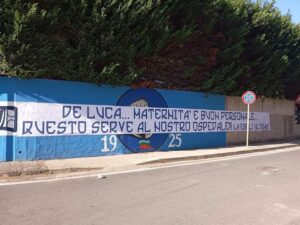 DE LUCA... MATERNITA' E BUON PERSONALE...
QUESTO SERVE AL NOSTRO OSPEDALE!!
19 25